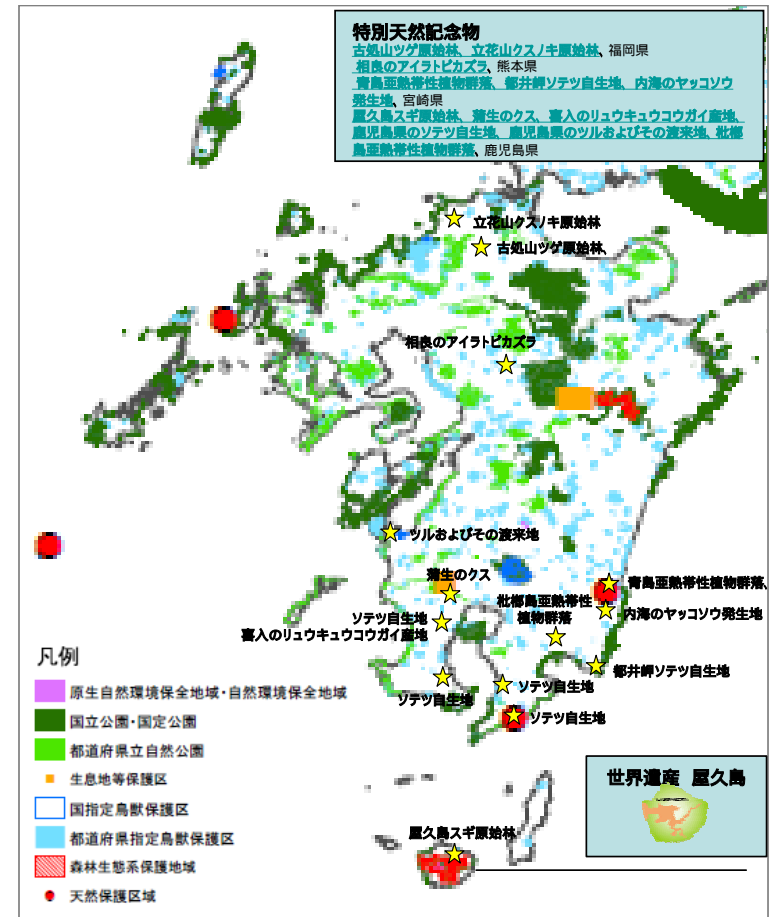 特別天然記念物
古処山ツゲ原始林、立花山クスノキ原始林、福岡県
相良のアイラトビカズラ、熊本県
青島亜熱帯性植物群落、都井岬ソテツ自生地、内海のヤッコソウ
発生地、宮崎県
屋久島スギ原始林、蒲生のクス、喜入のリュウキュウコウガイ産地、
鹿児島県のソテツ自生地、鹿児島県のツルおよびその渡来地、枇榔
島亜熱帯性植物群落、鹿児島県
立花山クスノキ原始林
古処山ツゲ原始林、
相良のアイラトビカズラ
ツルおよびその渡来地
蒲生のクス
青島亜熱帯性植物群落、
枇榔島亜熱帯性
植物群落
内海のヤッコソウ発生地
ソテツ自生地
喜入のリュウキュウコウガイ産地
都井岬ソテツ自生地
ソテツ自生地
ソテツ自生地
ソテツ自生地
凡例
原生自然環境保全地域・自然環境保全地域
国立公園・国定公園
都道府県立自然公園
生息地等保護区
国指定鳥獣保護区
都道府県指定鳥獣保護区
森林生態系保護地域
天然保護区域
世界遺産 屋久島
屋久島スギ原始林